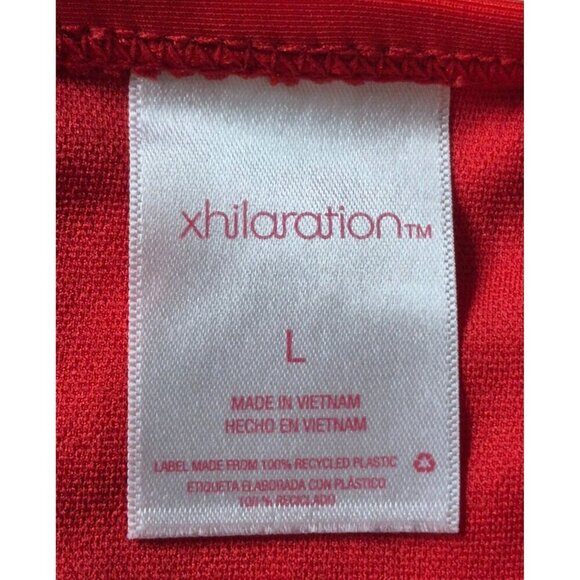 xhilaration™
L
MADE IN VIETNAM
HECHO EN VIETNAM
LABEL MADE FROM 100% RECYCLED PLASTIC
ETIQUETA ELABORADA CON PLÁSTICO
100% RECICLADO